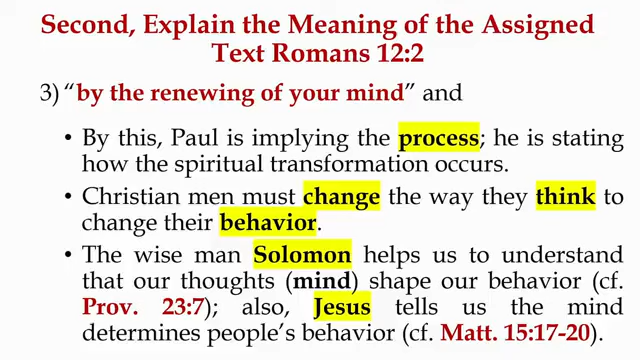 Second, Explain the Meaning of the Assigned
Text Romans 12:2
3) “by the renewing of your mind” and
• By this, Paul is implying the process; he is stating
how the spiritual transformation occurs.
• Christian men must change the way they think to
change their behavior.
• The wise man Solomon helps us to understand
that our thoughts (mind) shape our behavior (cf.
Prov. 23:7); also, Jesus tells us the mind
determines people’s behavior (cf. Matt. 15:17-20).